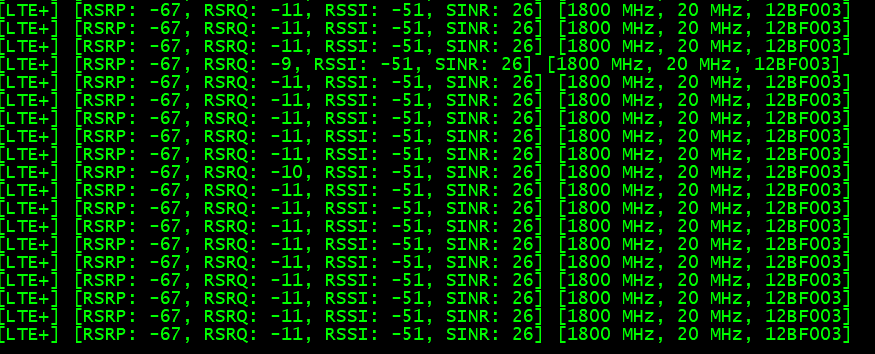 [LTE+] [RSRP: -67, RSRQ: -11, RSSI: -51, SINR: 26] [1800 MHz, 20 MHz, 12BF003]
[LTE+] [RSRP: -67, RSRQ: -11, RSSI: -51, SINR: 26] [1800 MHz, 20 MHz, 12BF003]
[LTE+] [RSRP: -67, RSRQ: -11, RSSI: -51, SINR: 26] [1800 MHz, 20 MHz, 12BF003]
[LTE+] [RSRP: -67, RSRQ: -9, RSSI: -51, SINR: 26] [1800 MHz, 20 MHz, 12BF003]
[LTE+] [RSRP: -67, RSRQ: -11, RSSI: -51, SINR: 26] [1800 MHz, 20 MHz, 12BF003]
[LTE+] [RSRP: -67, RSRQ: -11, RSSI: -51, SINR: 26] [1800 MHz, 20 MHz, 12BF003]
[LTE+] [RSRP: -67, RSRQ: -11, RSSI: -51, SINR: 26] [1800 MHz, 20 MHz, 12BF003]
[LTE+] [RSRP: -67, RSRQ: -11, RSSI: -51, SINR: 26] [1800 MHz, 20 MHz, 12BF003]
[LTE+] [RSRP: -67, RSRQ: -11, RSSI: -51, SINR: 26] [1800 MHz, 20 MHz, 12BF003]
[LTE+] [RSRP: -67, RSRQ: -10, RSSI: -51, SINR: 26] [1800 MHz, 20 MHz, 12BF003]
[LTE+] [RSRP: -67, RSRQ: -11, RSSI: -51, SINR: 26] [1800 MHz, 20 MHz, 12BF003]
[LTE+] [RSRP: -67, RSRQ: -11, RSSI: -51, SINR: 26] [1800 MHz, 20 MHz, 12BF003]
[LTE+] [RSRP: -67, RSRQ: -11, RSSI: -51, SINR: 26] [1800 MHz, 20 MHz, 12BF003]
[LTE+] [RSRP: -67, RSRQ: -11, RSSI: -51, SINR: 26] [1800 MHz, 20 MHz, 12BF003]
[LTE+] [RSRP: -67, RSRQ: -11, RSSI: -51, SINR: 26] [1800 MHz, 20 MHz, 12BF003]
[LTE+] [RSRP: -67, RSRQ: -11, RSSI: -51, SINR: 26] [1800 MHz, 20 MHz, 12BF003]
[LTE+] [RSRP: -67, RSRQ: -11, RSSI: -51, SINR: 26] [1800 MHz, 20 MHz, 12BF003]
[LTE+] [RSRP: -67, RSRQ: -11, RSSI: -51, SINR: 26] [1800 MHz, 20 MHz, 12BF003]
[LTE+] [RSRP: -67, RSRQ: -11, RSSI: -51, SINR: 26] [1800 MHz, 20 MHz, 12BF003]